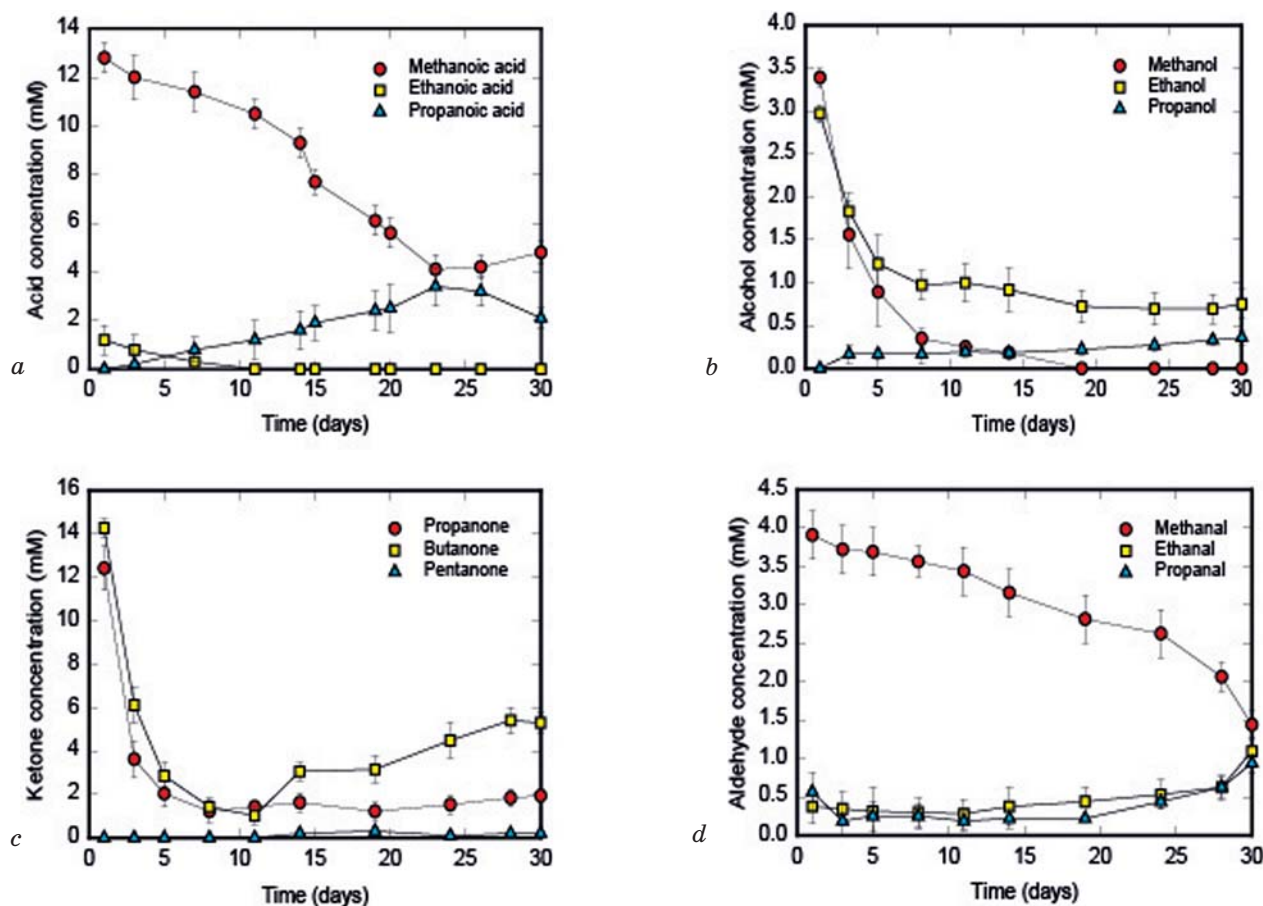 14
12
10
8
6
4
2
0
Acid concentration (mM)
Methanoic acid
Ethanoic acid
Propanoic acid
0 5 10 15 20 25 30
Time (days)
a
4.0
3.5
3.0
2.5
2.0
1.5
1.0
0.5
0.0
Alcohol concentration (mM)
Methanol
Ethanol
Propanol
0 5 10 15 20 25 30
Time (days)
b
16
14
12
10
8
6
4
2
0
Ketone concentration (mM)
Propanone
Butanone
Pentanone
0 5 10 15 20 25 30
Time (days)
c
4.5
4.0
3.5
3.0
2.5
2.0
1.5
1.0
0.5
0.0
Aldehyde concentration (mM)
Methanal
Ethanal
Propanal
0 5 10 15 20 25 30
Time (days)
d